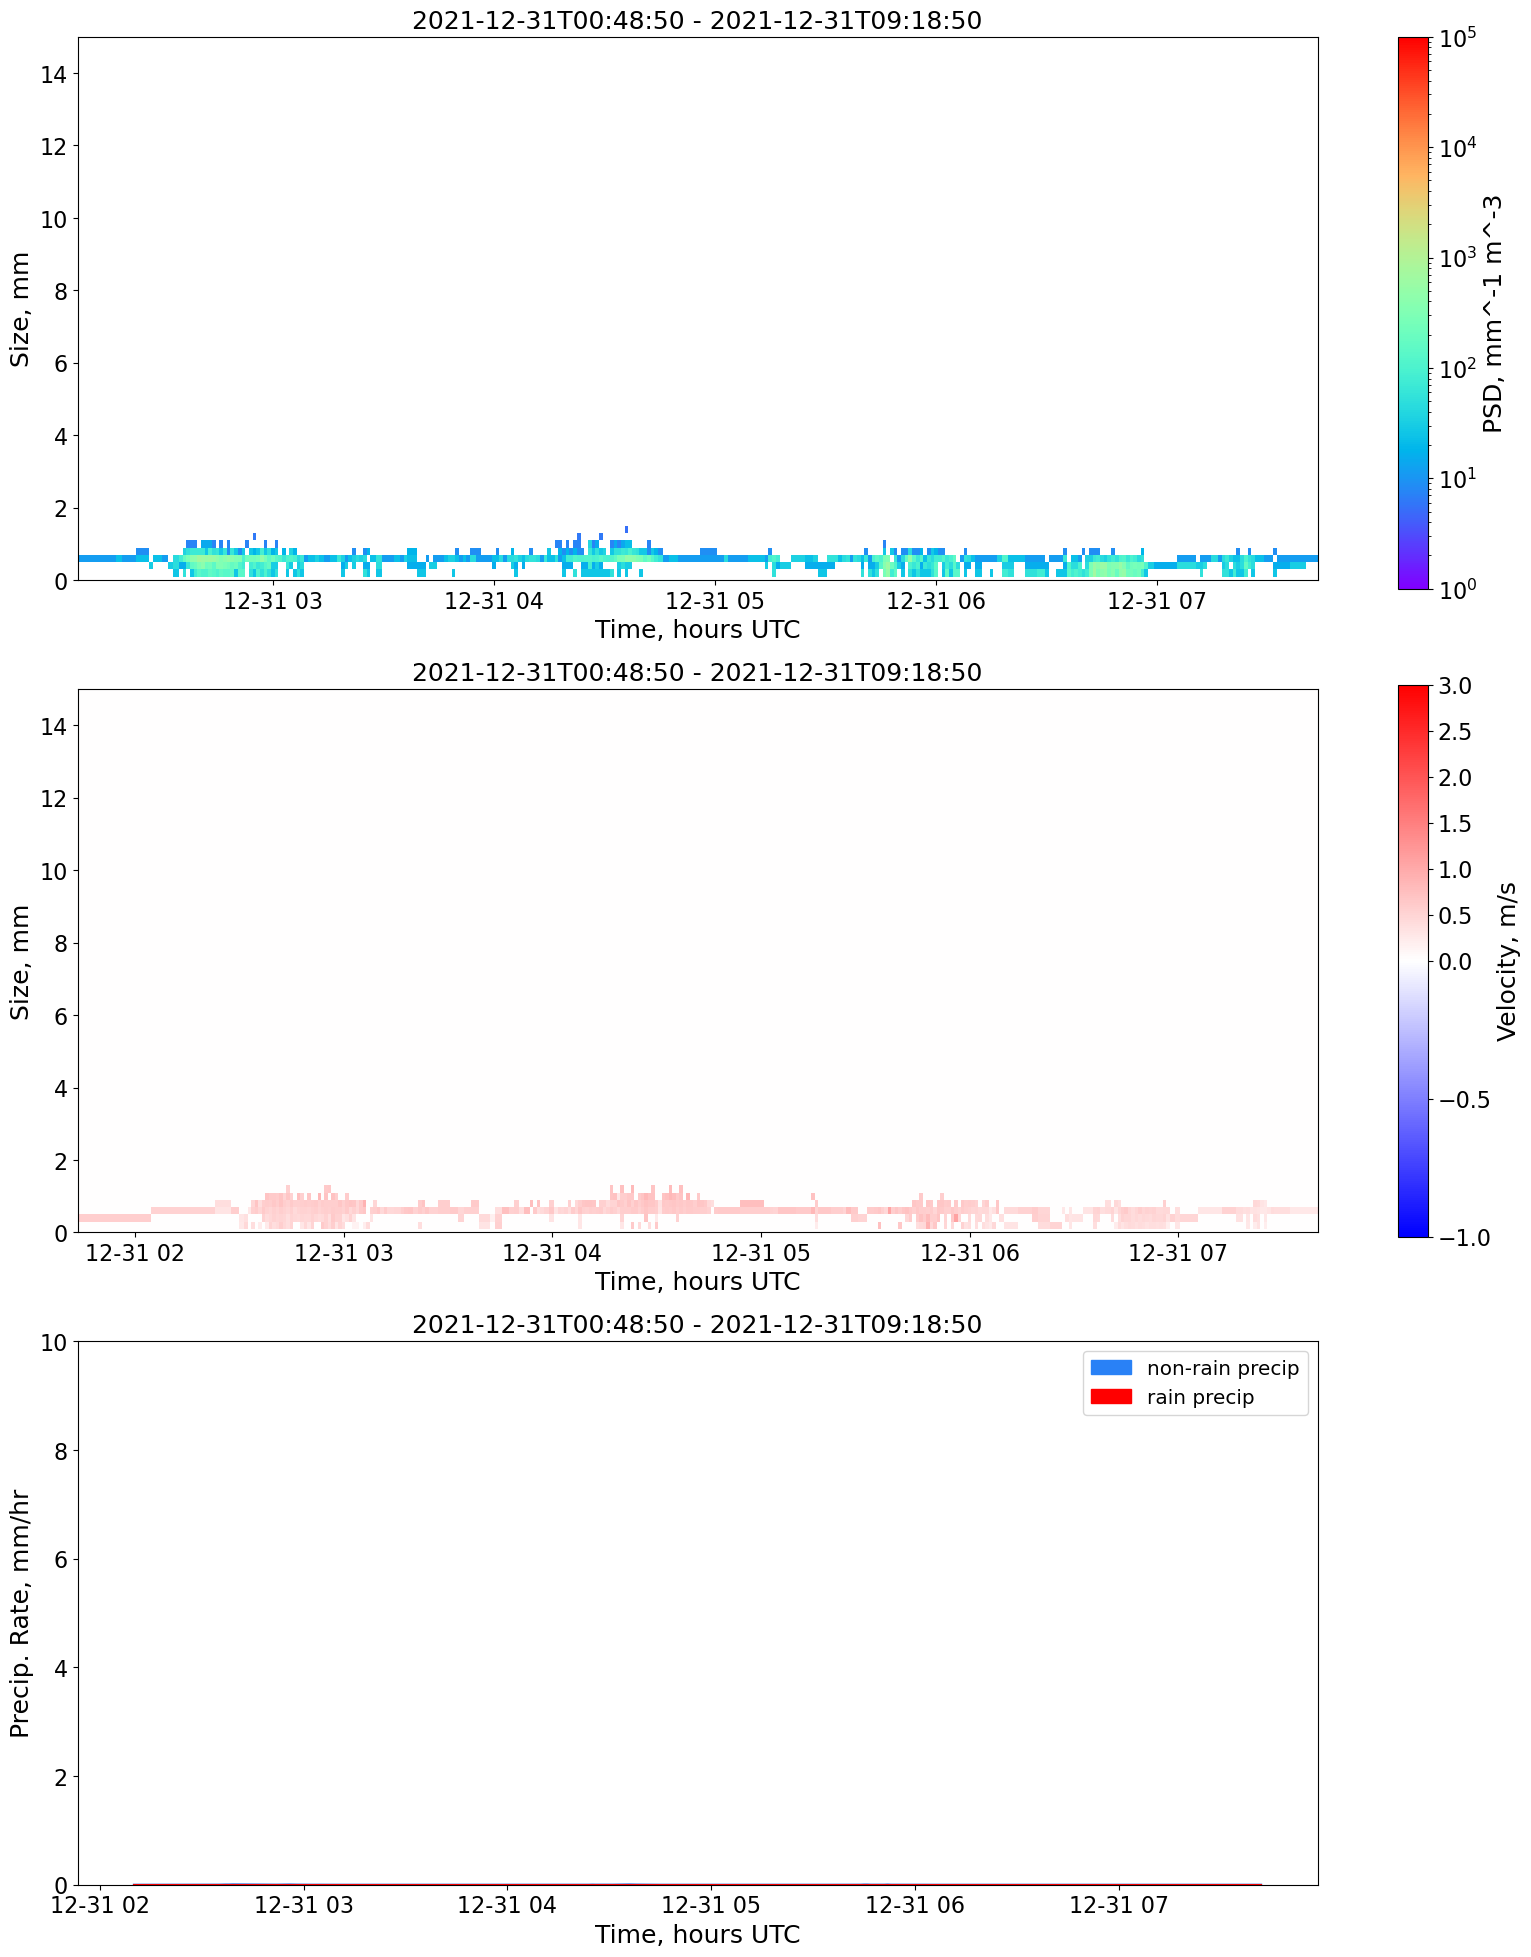 2021-12-31T00:48:50 - 2021-12-31T09:18:50
14
12
10
8
6
4
2
0
Size, mm
12-31 03 12-31 04 12-31 05 12-31 06 12-31 07
Time, hours UTC
10^5
10^4
10^3
10^2
10^1
10^0
PSD, mm^-1 m^-3
2021-12-31T00:48:50 - 2021-12-31T09:18:50
14
12
10
8
6
4
2
0
Size, mm
12-31 02 12-31 03 12-31 04 12-31 05 12-31 06 12-31 07
Time, hours UTC
3.0
2.5
2.0
1.5
1.0
0.5
0.0
−0.5
−1.0
Velocity, m/s
2021-12-31T00:48:50 - 2021-12-31T09:18:50
10
8
6
4
2
0
Precip. Rate, mm/hr
non-rain precip
rain precip
12-31 02 12-31 03 12-31 04 12-31 05 12-31 06 12-31 07
Time, hours UTC